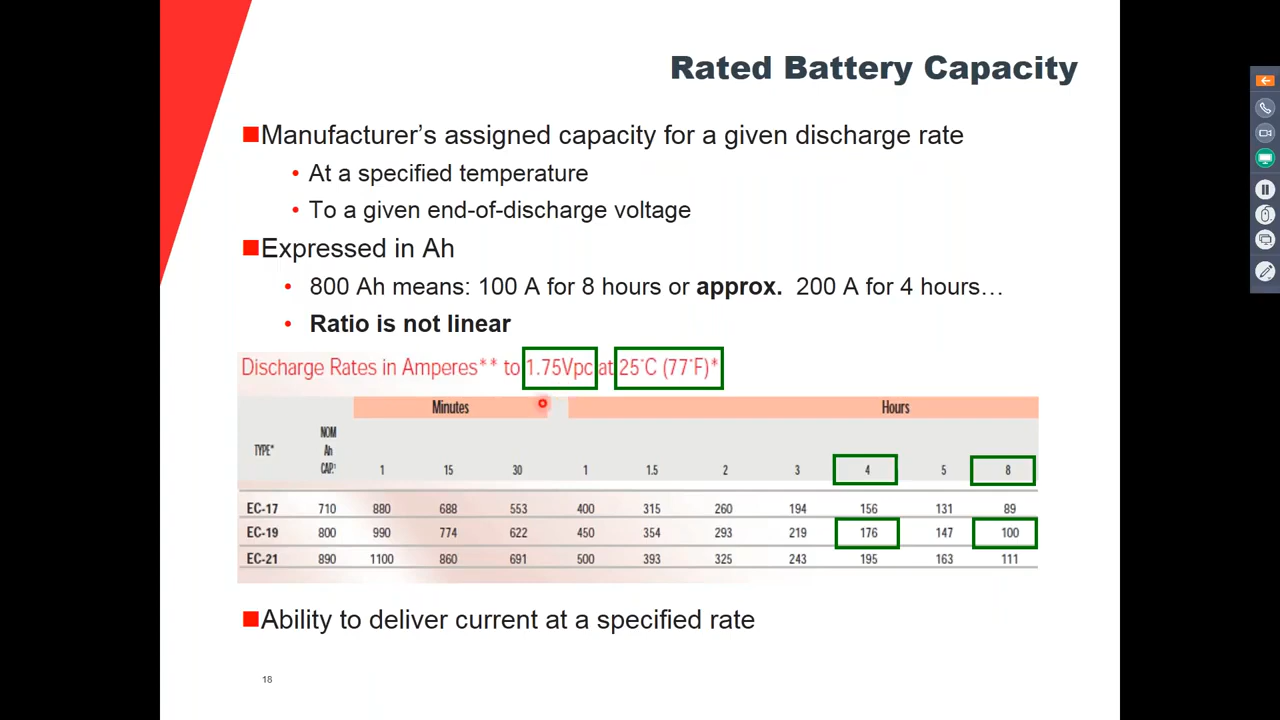 Rated Battery Capacity
Manufacturer's assigned capacity for a given discharge rate
• At a specified temperature
• To a given end-of-discharge voltage
Expressed in Ah
• 800 Ah means: 100 A for 8 hours or approx. 200 A for 4 hours…
• Ratio is not linear
Discharge Rates in Amperes** to 1.75Vpc at 25°C (77°F)*
Minutes Hours
TYPE* NOM Ah CAP.¹ 1 15 30 1 1.5 2 3 4 5 8
EC-17 710 880 688 553 400 315 260 194 156 131 89
EC-19 800 990 774 622 450 354 293 219 176 147 100
EC-21 890 1100 860 691 500 393 325 243 195 163 111
Ability to deliver current at a specified rate
18